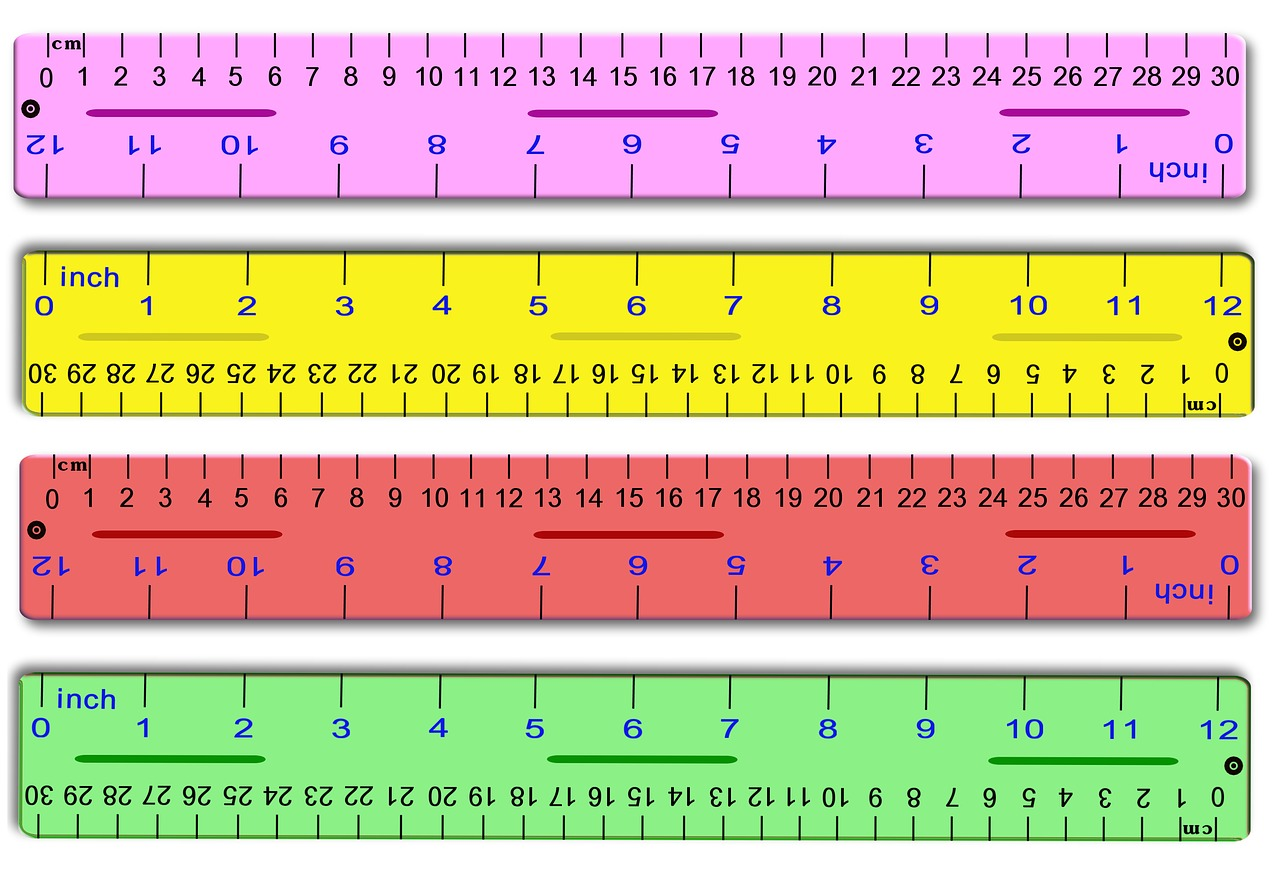 cm
0 1 2 3 4 5 6 7 8 9 10 11 12 13 14 15 16 17 18 19 20 21 22 23 24 25 26 27 28 29 30
12 11 10 9 8 7 6 5 4 3 2 1 0
inch
inch
0 1 2 3 4 5 6 7 8 9 10 11 12
30 29 28 27 26 25 24 23 22 21 20 19 18 17 16 15 14 13 12 11 10 9 8 7 6 5 4 3 2 1 0
cm
cm
0 1 2 3 4 5 6 7 8 9 10 11 12 13 14 15 16 17 18 19 20 21 22 23 24 25 26 27 28 29 30
12 11 10 9 8 7 6 5 4 3 2 1 0
inch
inch
0 1 2 3 4 5 6 7 8 9 10 11 12
30 29 28 27 26 25 24 23 22 21 20 19 18 17 16 15 14 13 12 11 10 9 8 7 6 5 4 3 2 1 0
cm